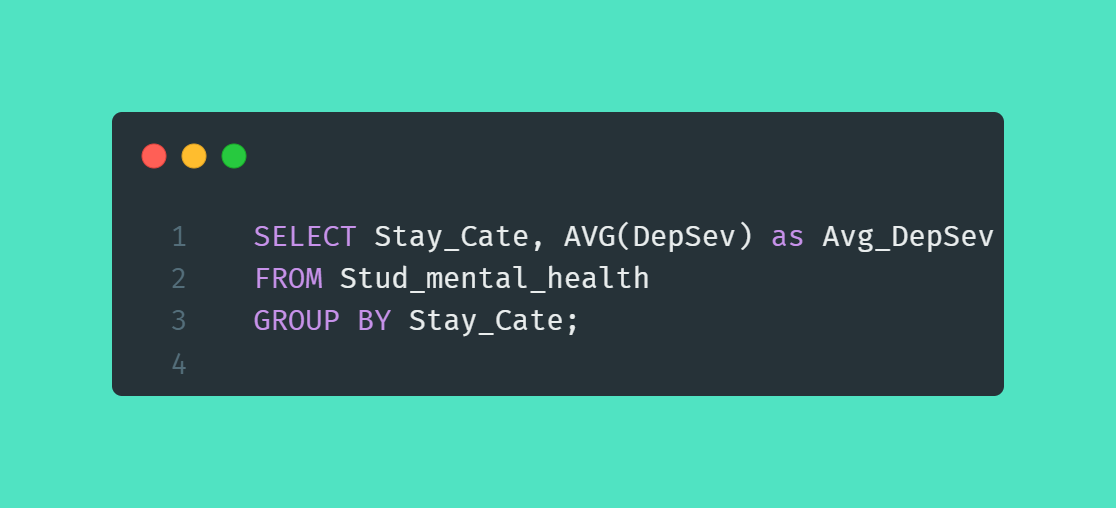 1 SELECT Stay_Cate, AVG(DepSev) as Avg_DepSev
2 FROM Stud_mental_health
3 GROUP BY Stay_Cate;
4